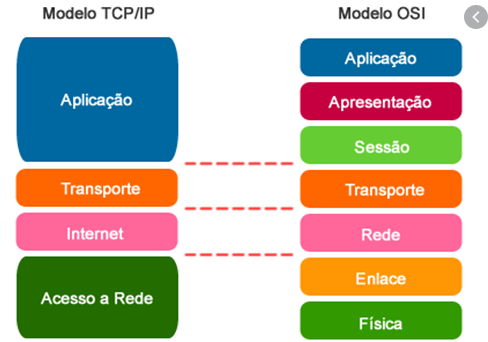 Modelo TCP/IP
Aplicação
Transporte
Internet
Acesso a Rede
Modelo OSI
Aplicação
Apresentação
Sessão
Transporte
Rede
Enlace
Física